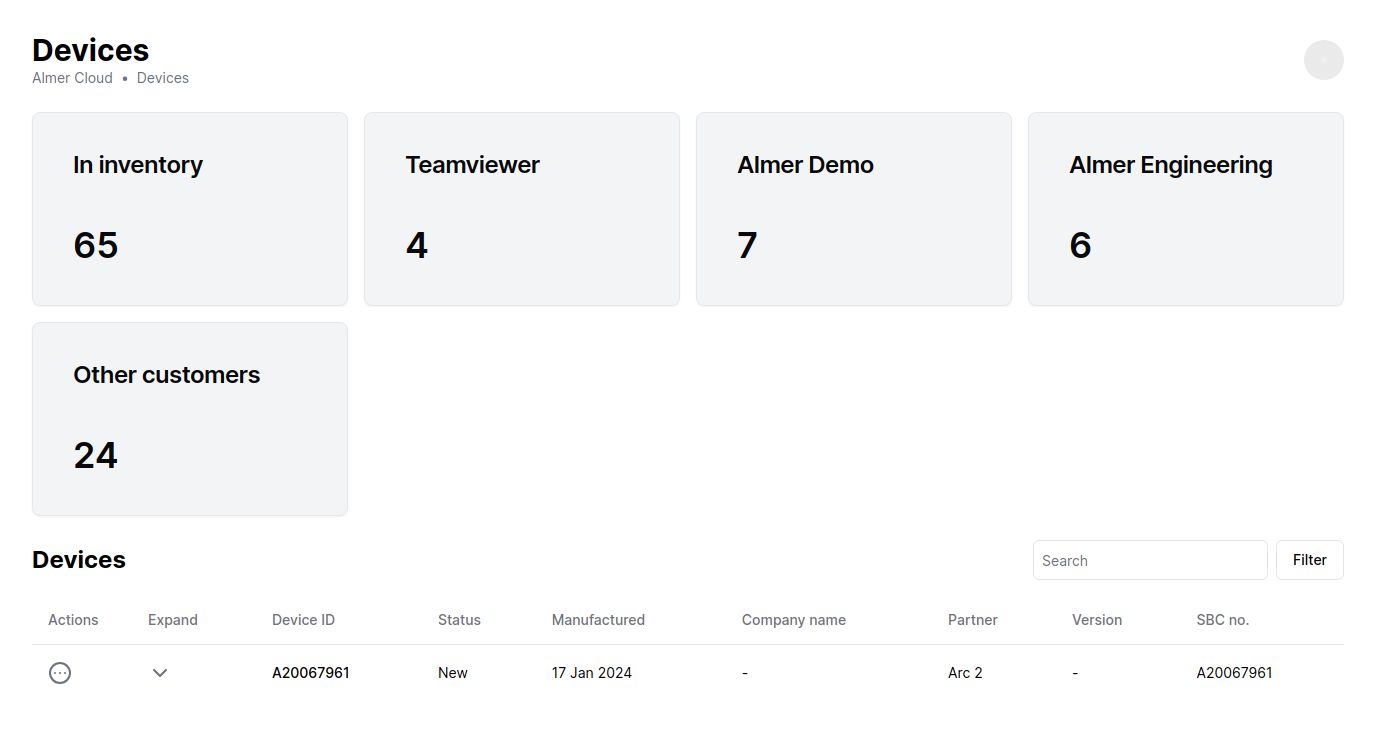 Devices
Almer Cloud • Devices
In inventory
65
Teamviewer
4
Almer Demo
7
Almer Engineering
6
Other customers
24
Devices
Search
Filter
Actions Expand Device ID Status Manufactured Company name Partner Version SBC no.
A20067961 New 17 Jan 2024 - Arc 2 - A20067961